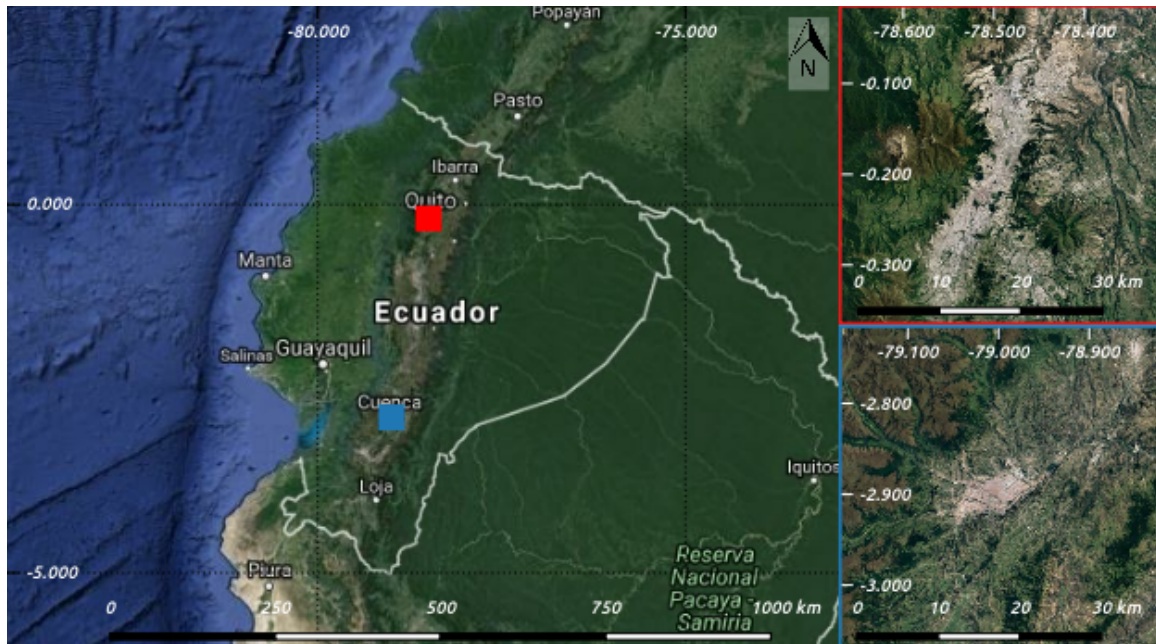 Popayán
-80.000
-75.000
N
Pasto
Ibarra
Quito
0.000
Manta
Ecuador
Salinas
Guayaquil
Cuenca
Iquitos
Loja
Reserva
Nacional
Pacaya -
Samiria
-5.000
Piura
0 250 500 750 1000 km
-78.600 -78.500 -78.400
-0.100
-0.200
-0.300
0 10 20 30 km
-79.100 -79.000 -78.900
-2.800
-2.900
-3.000
0 10 20 30 km